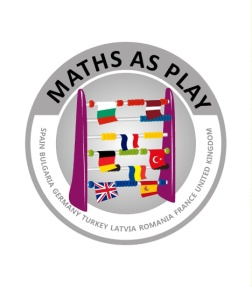 MATHS AS PLAY
SPAIN BULGARIA GERMANY TURKEY LATVIA ROMANIA FRANCE UNITED KINGDOM